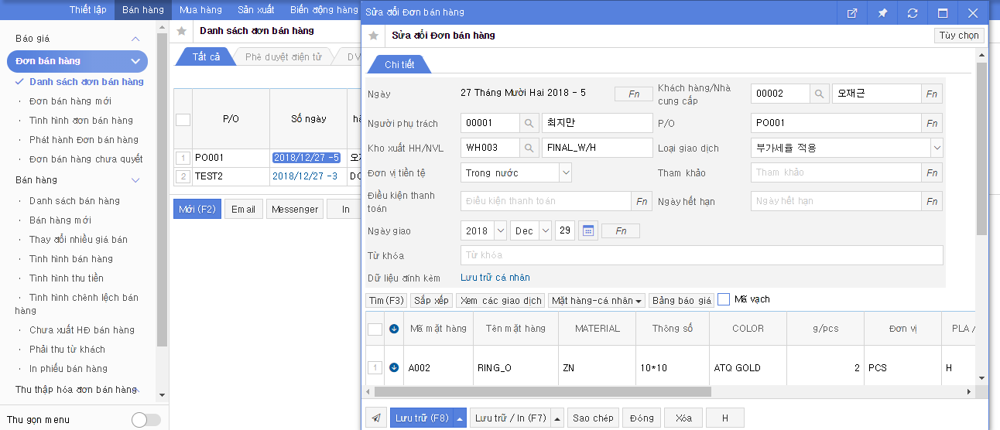 Thiết lập Bán hàng Mua hàng Sản xuất Biến động hàng
Báo giá
Đơn bán hàng
Danh sách đơn bán hàng
Đơn bán hàng mới
Tình hình đơn bán hàng
Phát hành Đơn bán hàng
Đơn bán hàng chưa quyết
Bán hàng
Danh sách bán hàng
Bán hàng mới
Thay đổi nhiều giá bán
Tình hình bán hàng
Tình hình thu tiền
Tình hình chênh lệch bán
hàng
Chưa xuất HĐ bán hàng
Phải thu từ khách
In phiếu bán hàng
Thu thập hóa đơn bán hàng
Thu gọn menu
Danh sách đơn bán hàng
Tất cả Phê duyệt điện tử
P/O Số ngày
1 PO001 2018/12/27 -5
2 TEST2 2018/12/27 -3
Mới (F2) Email Messenger In
Sửa đổi Đơn bán hàng
Sửa đổi Đơn bán hàng Tùy chọn
Chi tiết
Ngày 27 Tháng Mười Hai 2018 - 5 Fn
Khách hàng/Nhà
cung cấp 00002 오재근 Fn
Người phụ trách 00001 최지만 P/O PO001 Fn
Kho xuất HH/NVL WH003 FINAL_W/H Loại giao dịch 부가세율 적용
Đơn vị tiền tệ Trong nước Tham khảo Tham khảo Fn
Điều kiện thanh
toán Điều kiện thanh toán Fn Ngày hết hạn Ngày hết hạn Fn
Ngày giao 2018 Dec 29 Fn
Từ khóa Từ khóa
Dữ liệu đính kèm Lưu trữ cá nhân
Tìm (F3) Sắp xếp Xem các giao dịch Mặt hàng-cá nhân Bảng báo giá Mã vạch
Mã mặt hàng Tên mặt hàng MATERIAL Thông số COLOR g/pcs Đơn vị PLA /
1 A002 RING_O ZN 10*10 ATQ GOLD 2 PCS H
Lưu trữ (F8) Lưu trữ / In (F7) Sao chép Đóng Xóa H